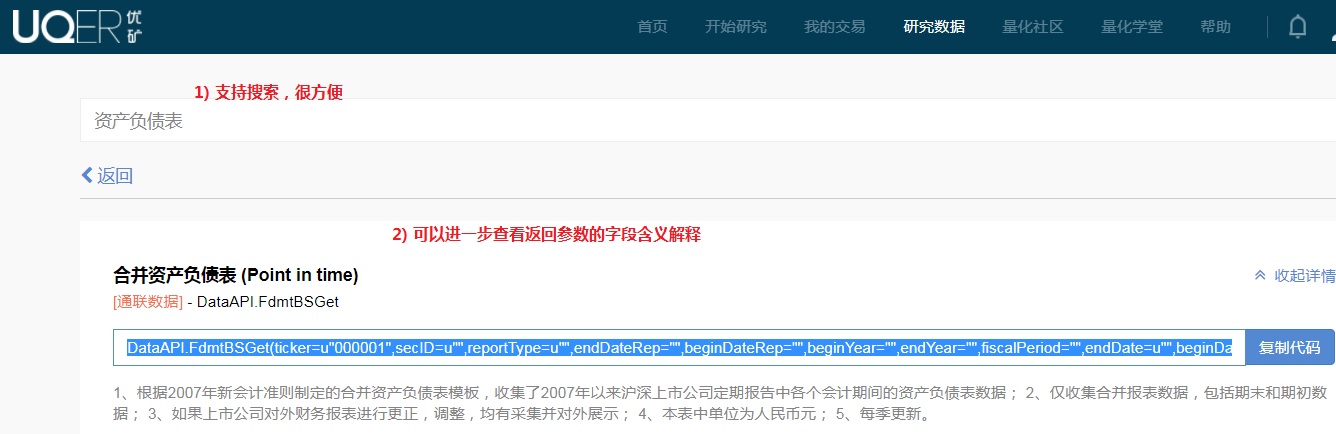 UQER 优矿 首页 开始研究 我的交易 研究数据 量化社区 量化学堂 帮助
1) 支持搜索，很方便
资产负债表
返回
2) 可以进一步查看返回参数的字段含义解释
合并资产负债表 (Point in time)
收起详情
[通联数据] - DataAPI.FdmtBSGet
DataAPI.FdmtBSGet(ticker=u"000001",secID=u"",reportType=u"",endDateRep="",beginDateRep="",beginYear="",endYear="",fiscalPeriod="",endDate=u"",beginDa 复制代码
1、根据2007年新会计准则制定的合并资产负债表模板，收集了2007年以来沪深上市公司定期报告中各个会计期间的资产负债表数据； 2、仅收集合并报表数据，包括期末和期初数
据； 3、如果上市公司对外财务报表进行更正，调整，均有采集并对外展示； 4、本表中单位为人民币元； 5、每季更新。